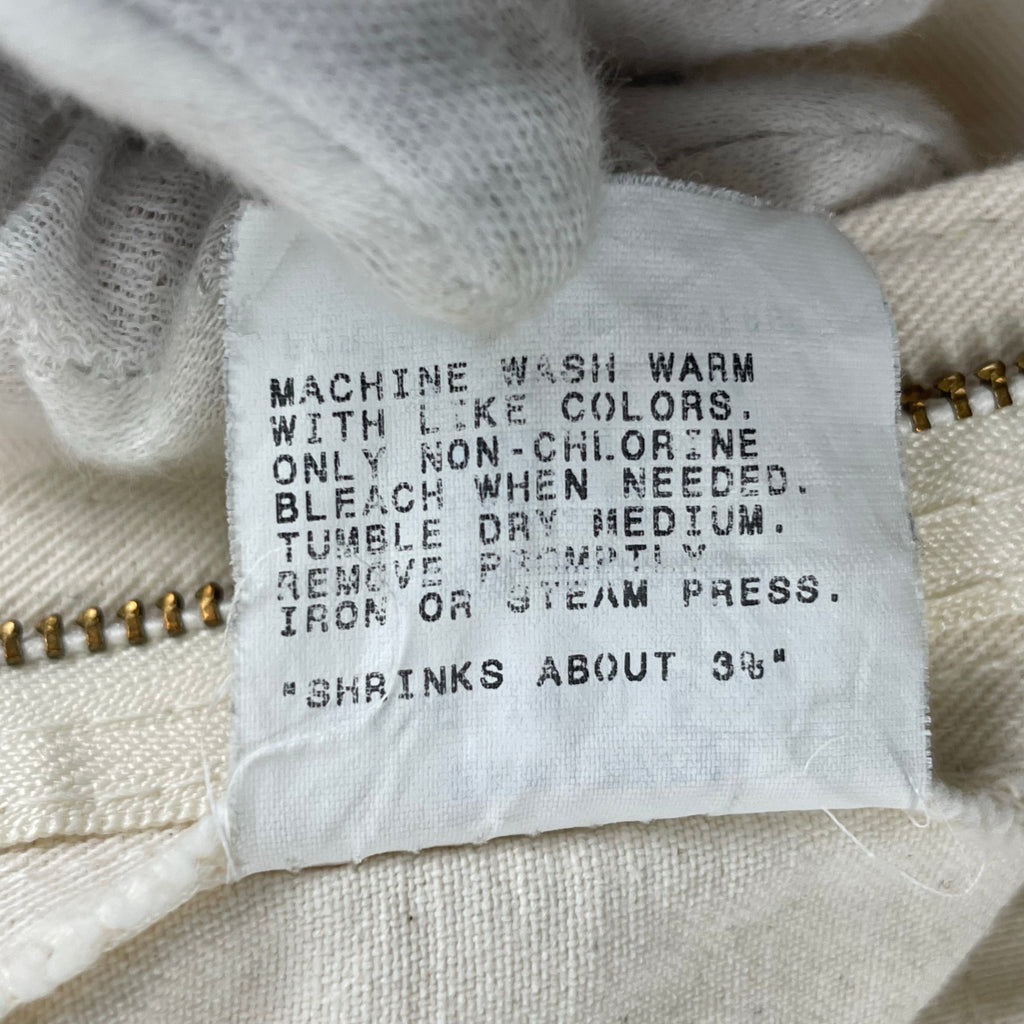 MACHINE WASH WARM
WITH LIKE COLORS.
ONLY NON-CHLORINE
BLEACH WHEN NEEDED.
TUMBLE DRY MEDIUM.
REMOVE PROMPTLY
IRON OR STEAM PRESS.
"SHRINKS ABOUT 3%"